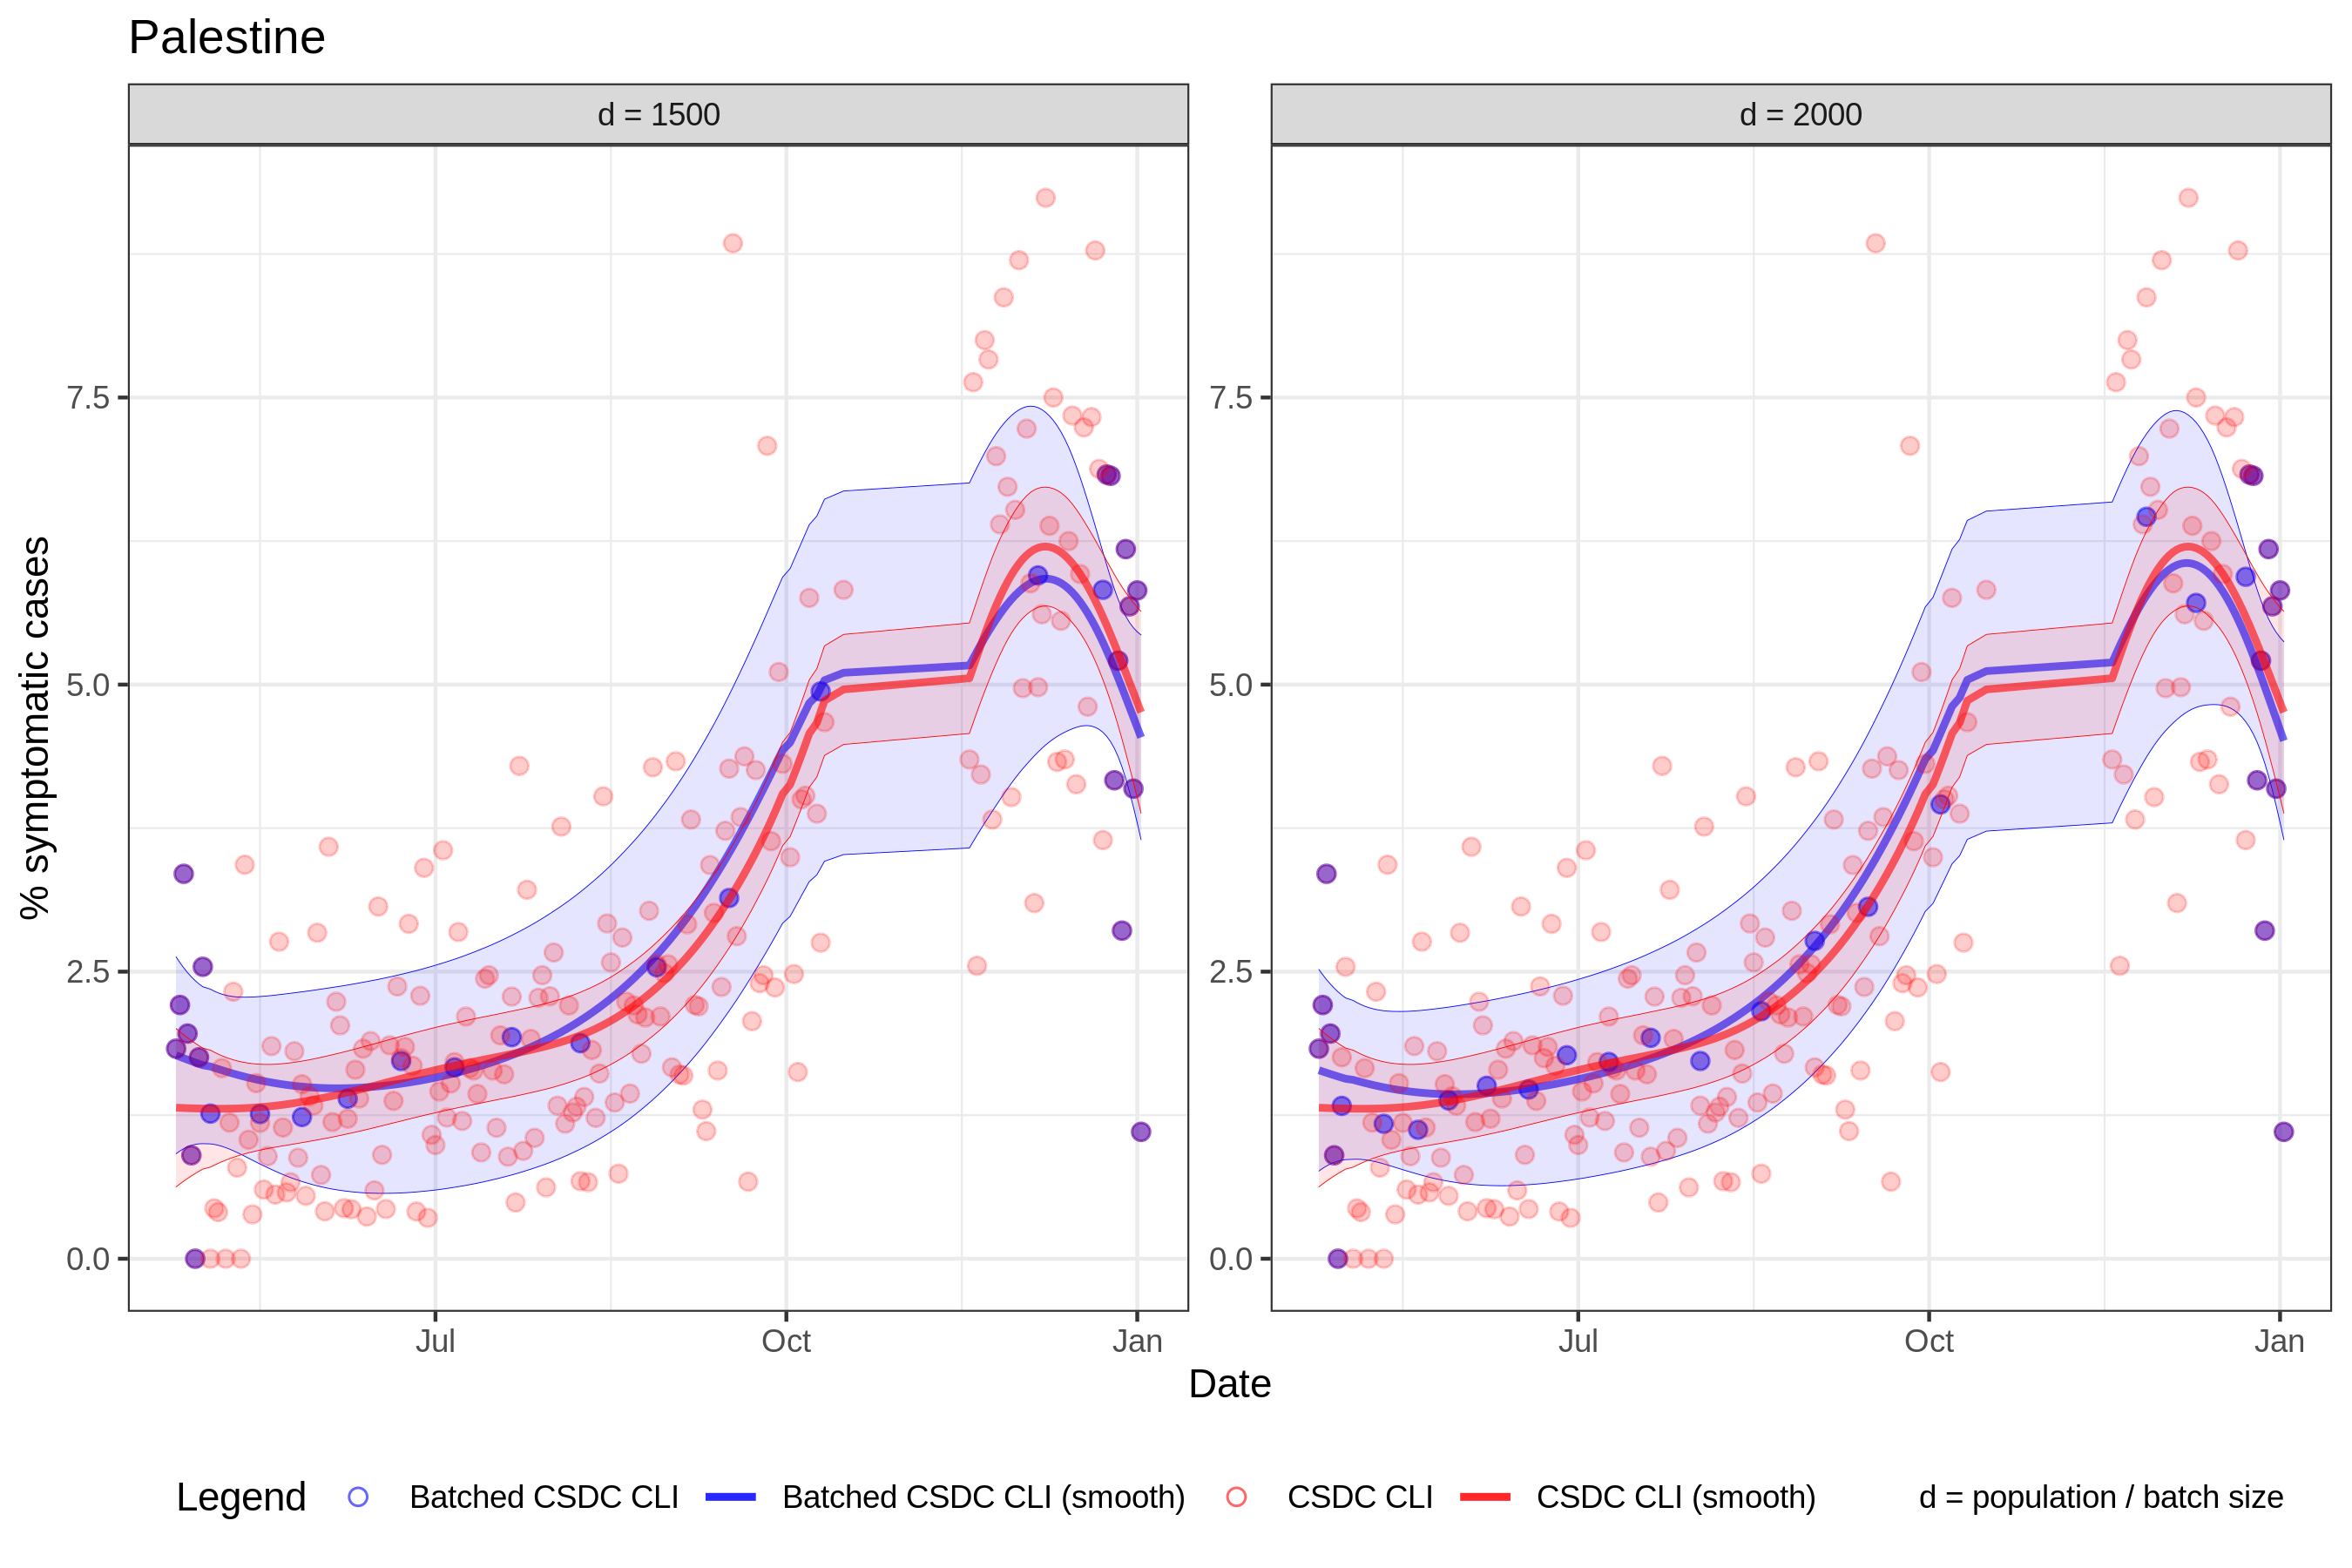 Palestine
d = 1500
d = 2000
% symptomatic cases
7.5
5.0
2.5
0.0
7.5
5.0
2.5
0.0
Jul
Oct
Jan
Jul
Oct
Jan
Date
Legend
Batched CSDC CLI
Batched CSDC CLI (smooth)
CSDC CLI
CSDC CLI (smooth)
d = population / batch size